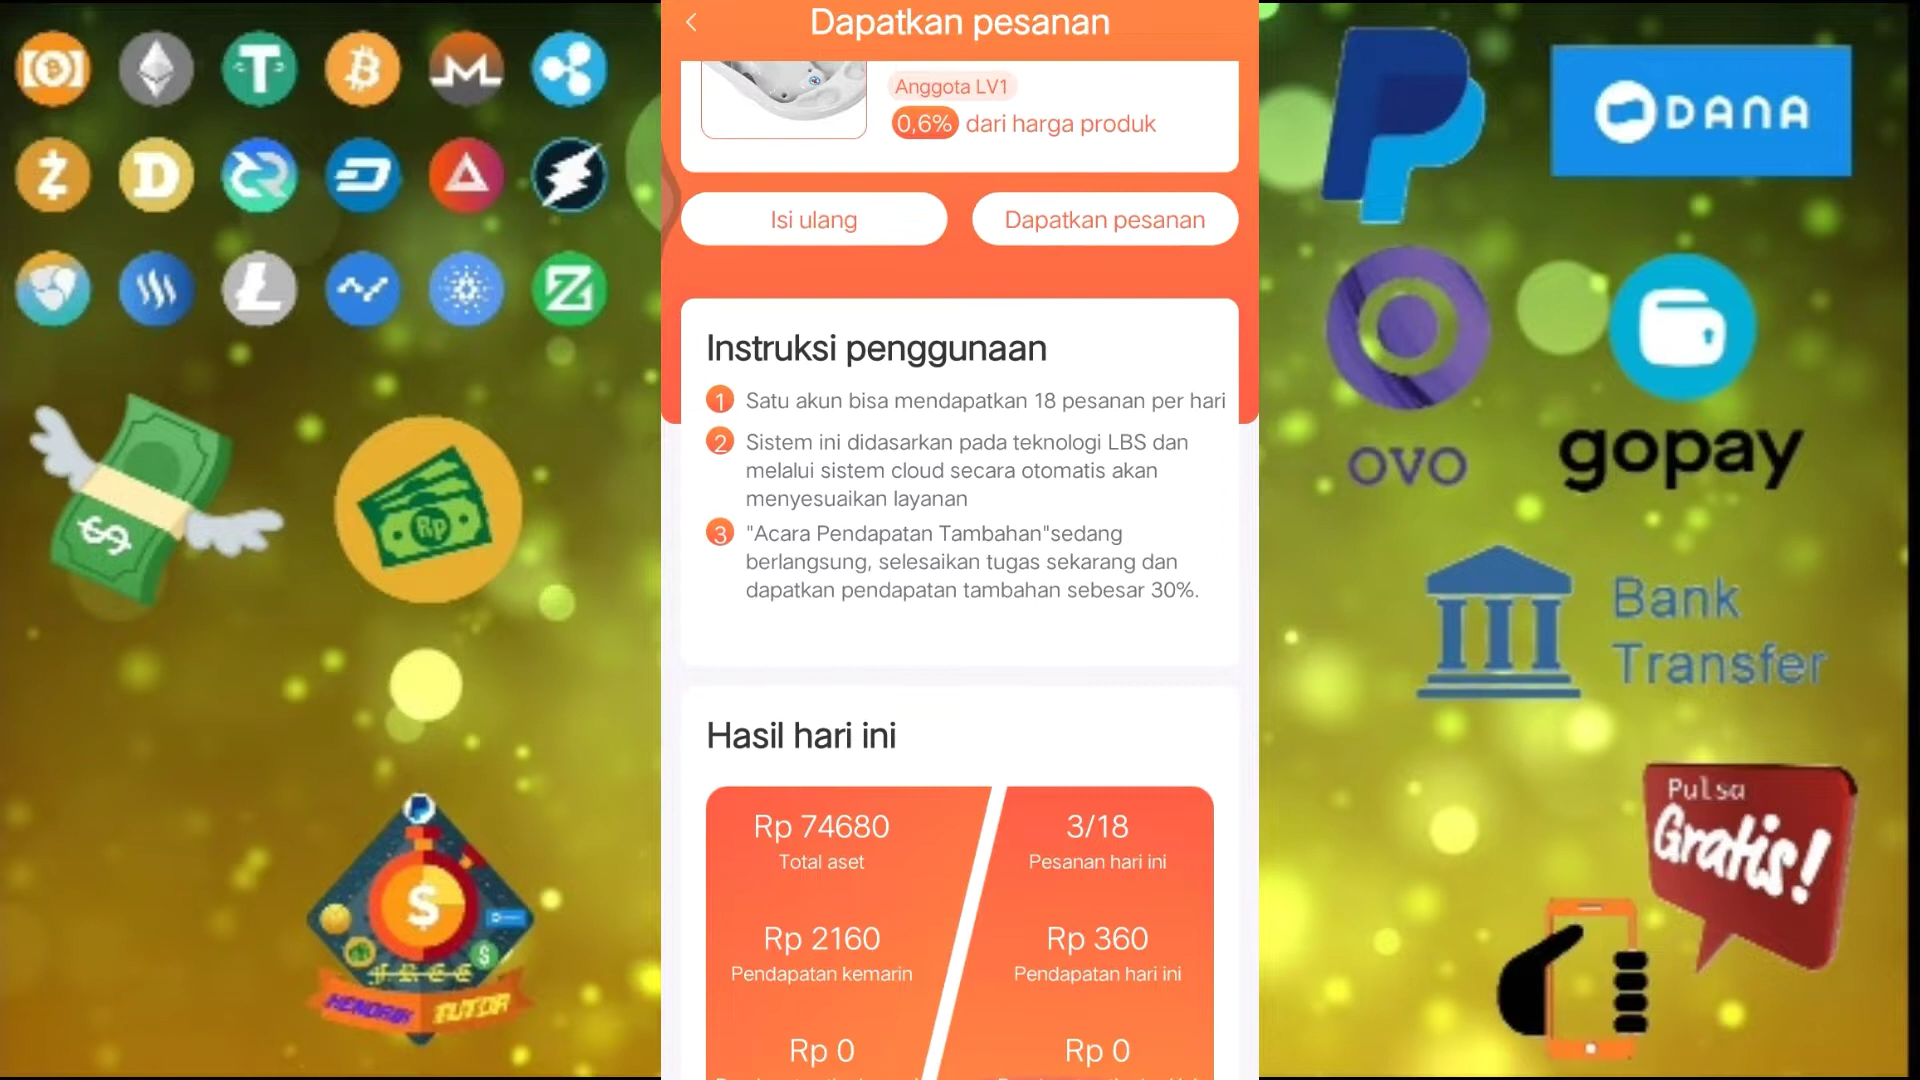 Dapatkan pesanan
Anggota LV1
0,6% dari harga produk
Isi ulang
Dapatkan pesanan
Instruksi penggunaan
1 Satu akun bisa mendapatkan 18 pesanan per hari
2 Sistem ini didasarkan pada teknologi LBS dan
melalui sistem cloud secara otomatis akan
menyesuaikan layanan
3 "Acara Pendapatan Tambahan"sedang
berlangsung, selesaikan tugas sekarang dan
dapatkan pendapatan tambahan sebesar 30%.
Hasil hari ini
Rp 74680
Total aset
3/18
Pesanan hari ini
Rp 2160
Pendapatan kemarin
Rp 360
Pendapatan hari ini
Rp 0
Rp 0
Rp
FREE
HENDRIK TUTOR
DANA
OVO
gopay
Bank
Transfer
Pulsa
Gratis!